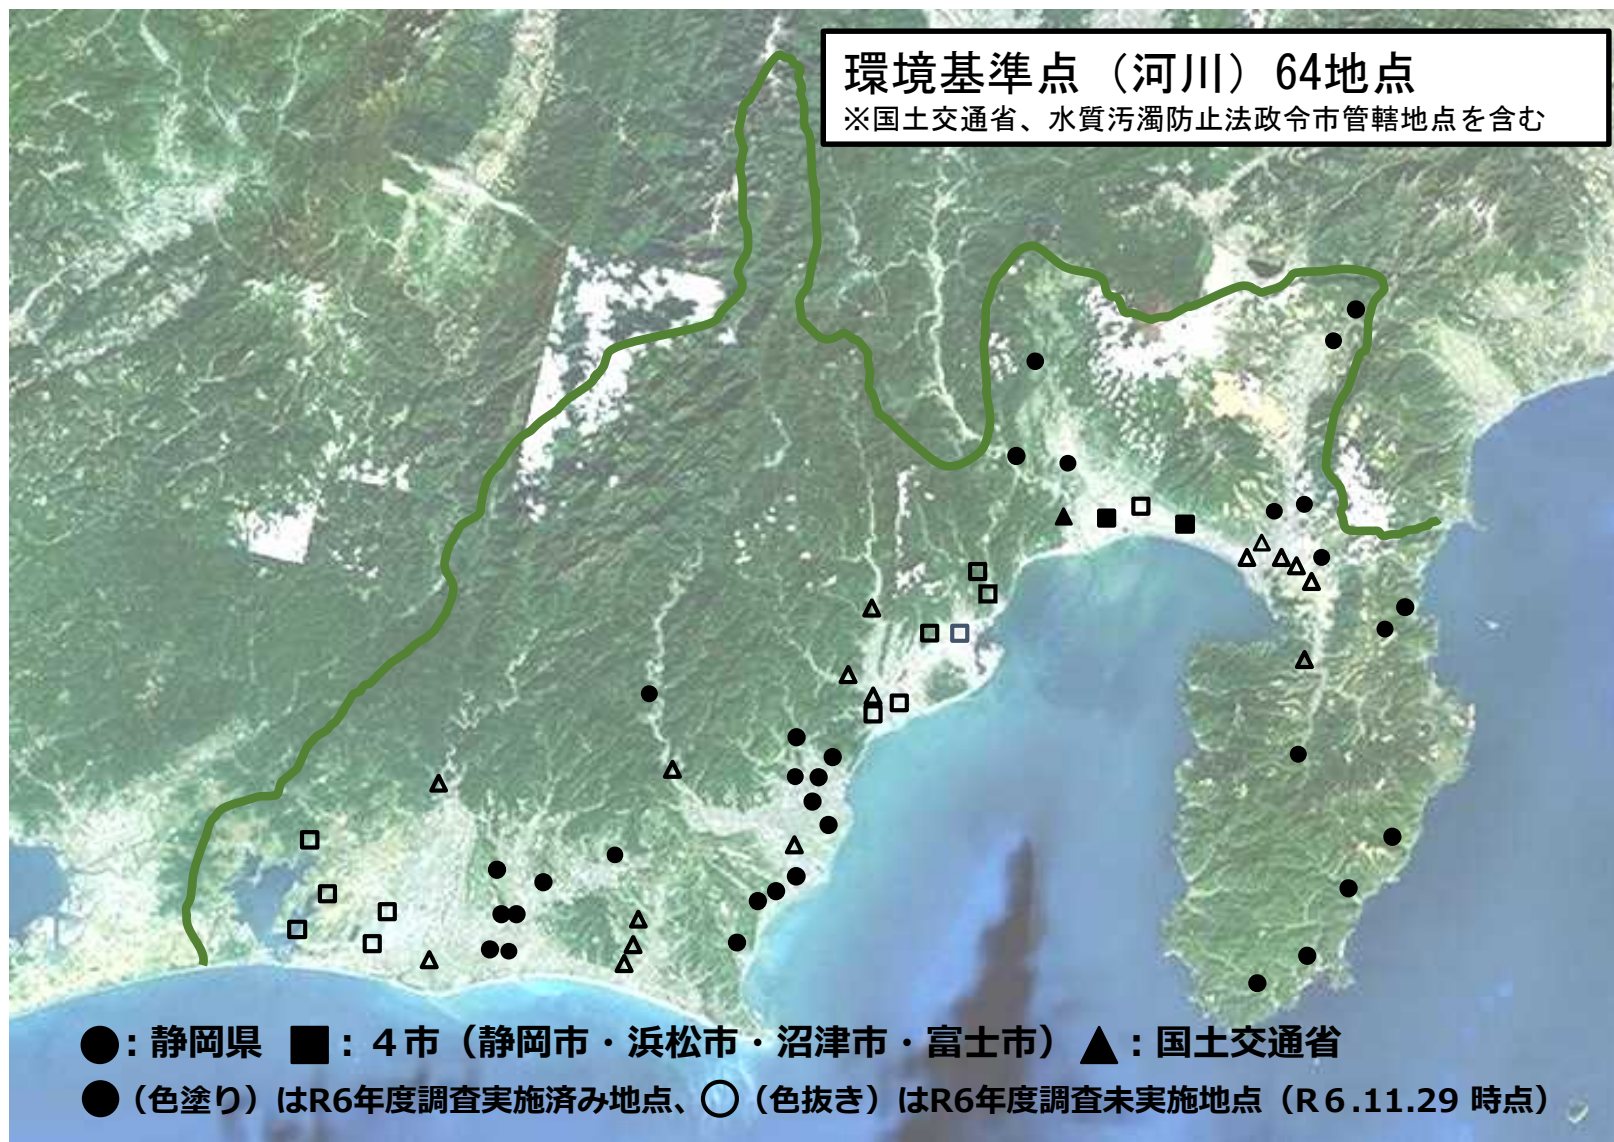 環境基準点（河川）64地点
※国土交通省、水質汚濁防止法政令市管轄地点を含む
●：静岡県 ■：４市（静岡市・浜松市・沼津市・富士市）▲：国土交通省
●（色塗り）はR6年度調査実施済み地点、○（色抜き）はR6年度調査未実施地点（R６.11.29 時点）